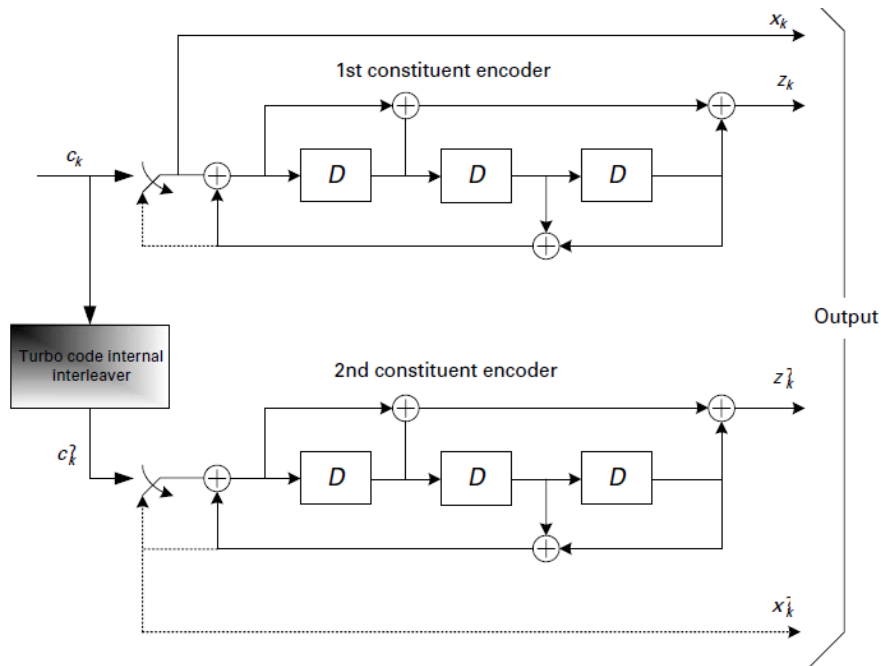 x_k
1st constituent encoder
z_k
c_k
D D D
Output
Turbo code internal
interleaver
2nd constituent encoder
z'_k
c'_k
D D D
x'_k